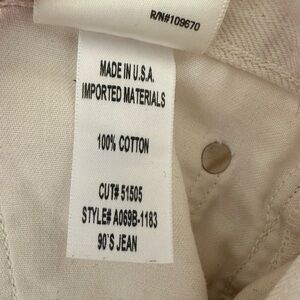 R/N#109670
MADE IN U.S.A.
IMPORTED MATERIALS
100% COTTON
CUT# 51505
STYLE# A069B-1183
90`S JEAN